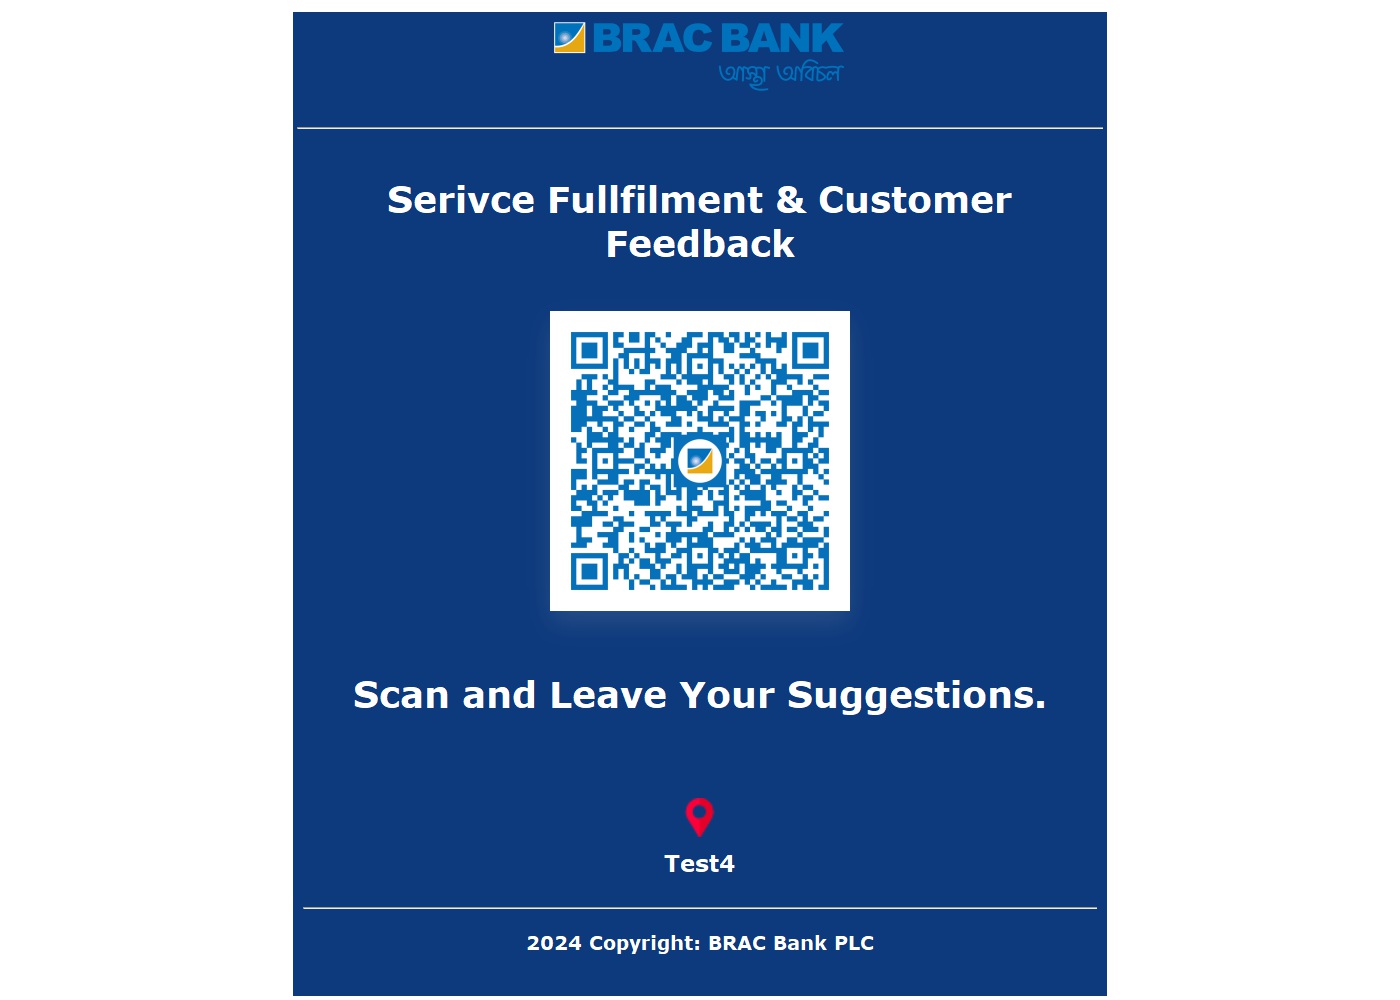 BRAC BANK
আস্থা অবিচল
Serivce Fullfilment & Customer
Feedback
Scan and Leave Your Suggestions.
Test4
2024 Copyright: BRAC Bank PLC